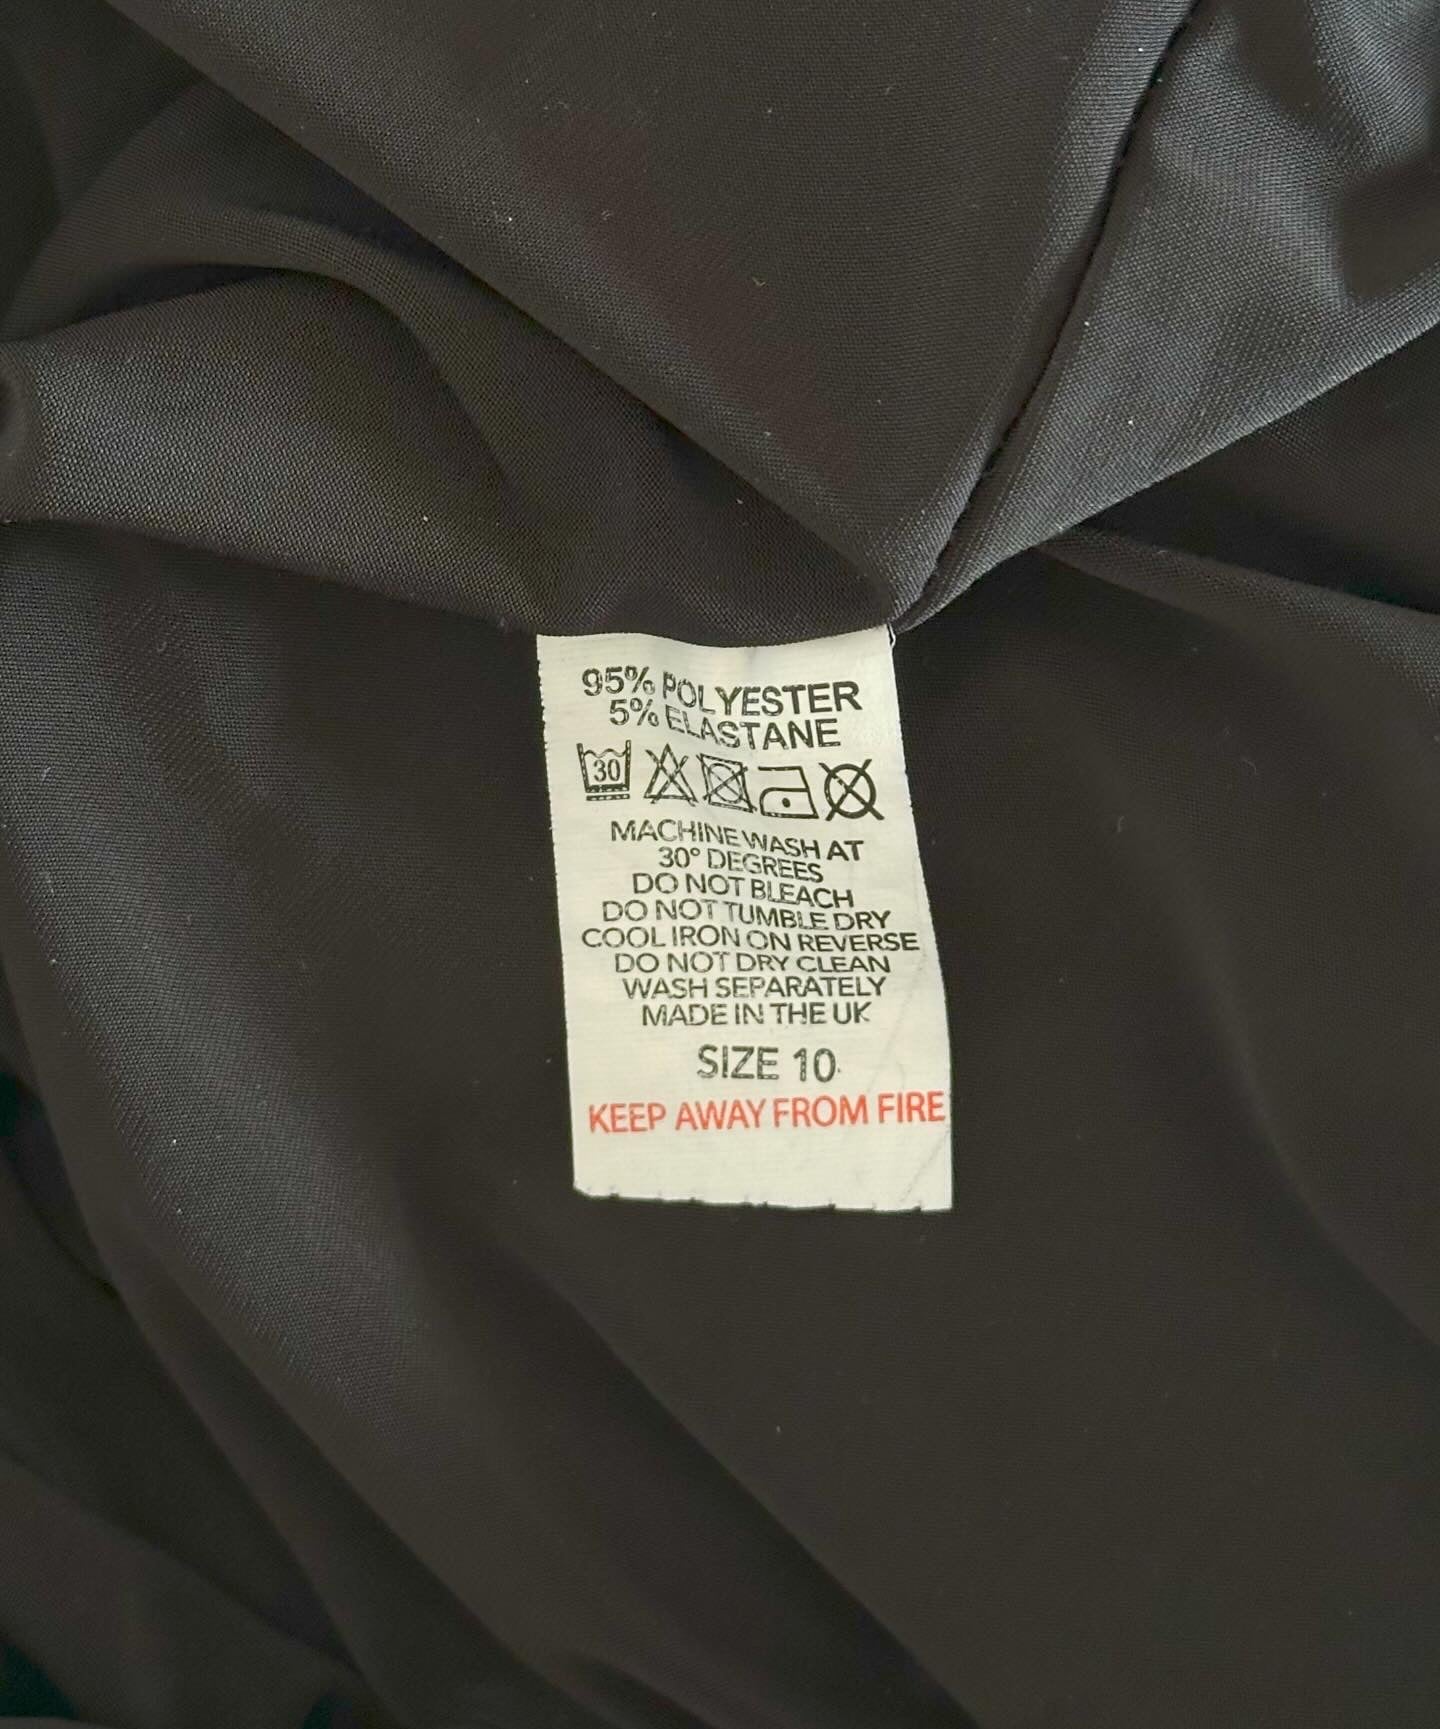 95% POLYESTER
5% ELASTANE
30
MACHINE WASH AT
30° DEGREES
DO NOT BLEACH
DO NOT TUMBLE DRY
COOL IRON ON REVERSE
DO NOT DRY CLEAN
WASH SEPARATELY
MADE IN THE UK
SIZE 10
KEEP AWAY FROM FIRE